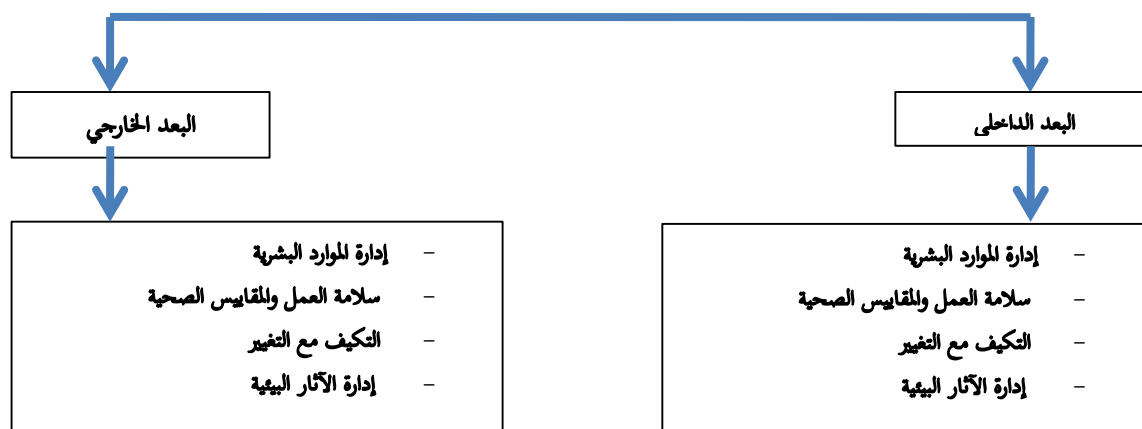 البعد الداخلي
البعد الخارجي
- إدارة الموارد البشرية
- سلامة العمل والمقاييس الصحية
- التكيف مع التغيير
- إدارة الآثار البيئية
- إدارة الموارد البشرية
- سلامة العمل والمقاييس الصحية
- التكيف مع التغيير
- إدارة الآثار البيئية